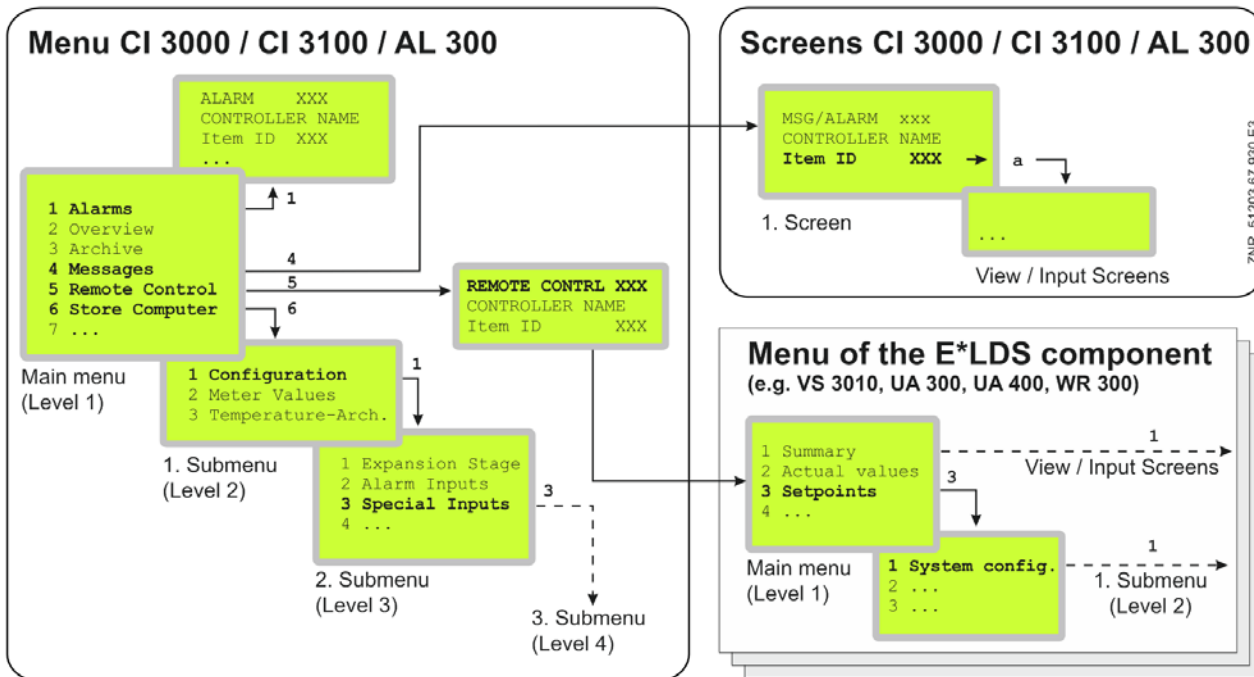 Menu CI 3000 / CI 3100 / AL 300
ALARM XXX
CONTROLLER NAME
Item ID XXX
...
1
1 Alarms
2 Overview
3 Archive
4 Messages
5 Remote Control
6 Store Computer
7 ...
4
5
6
Main menu
(Level 1)
REMOTE CONTRL XXX
CONTROLLER NAME
Item ID XXX
1 Configuration
2 Meter Values
3 Temperature-Arch.
1
1. Submenu
(Level 2)
1 Expansion Stage
2 Alarm Inputs
3 Special Inputs
4 ...
3
2. Submenu
(Level 3)
3. Submenu
(Level 4)
Screens CI 3000 / CI 3100 / AL 300
MSG/ALARM xxx
CONTROLLER NAME
Item ID XXX
a
1. Screen
...
View / Input Screens
ZNR. 51203 67 930 E3
Menu of the E*LDS component
(e.g. VS 3010, UA 300, UA 400, WR 300)
1 Summary
2 Actual values
3 Setpoints
4 ...
1
View / Input Screens
3
Main menu
(Level 1)
1 System config.
2 ...
3 ...
1
1. Submenu
(Level 2)